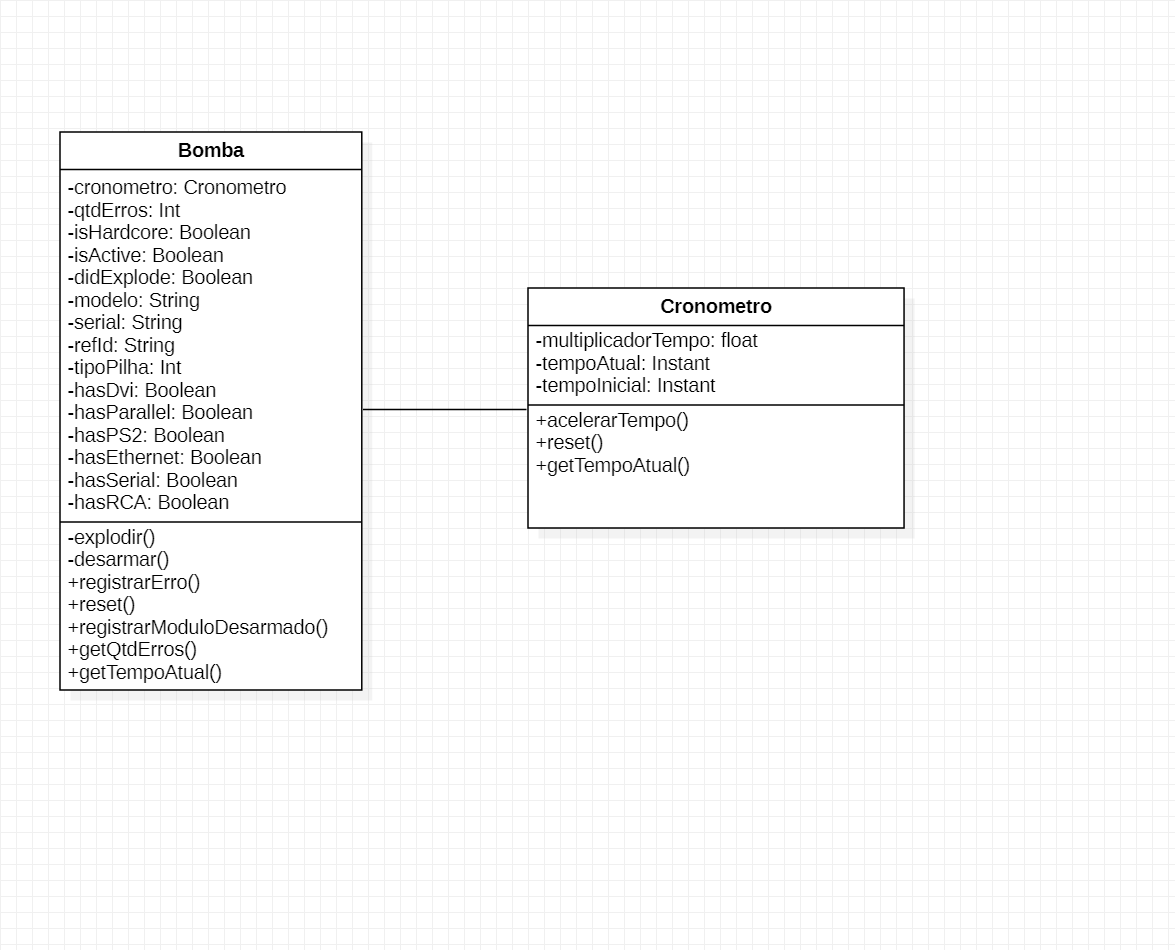 Bomba
-cronometro: Cronometro
-qtdErros: Int
-isHardcore: Boolean
-isActive: Boolean
-didExplode: Boolean
-modelo: String
-serial: String
-refId: String
-tipoPilha: Int
-hasDvi: Boolean
-hasParallel: Boolean
-hasPS2: Boolean
-hasEthernet: Boolean
-hasSerial: Boolean
-hasRCA: Boolean
-explodir()
-desarmar()
+registrarErro()
+reset()
+registrarModuloDesarmado()
+getQtdErros()
+getTempoAtual()
Cronometro
-multiplicadorTempo: float
-tempoAtual: Instant
-tempoInicial: Instant
+acelerarTempo()
+reset()
+getTempoAtual()